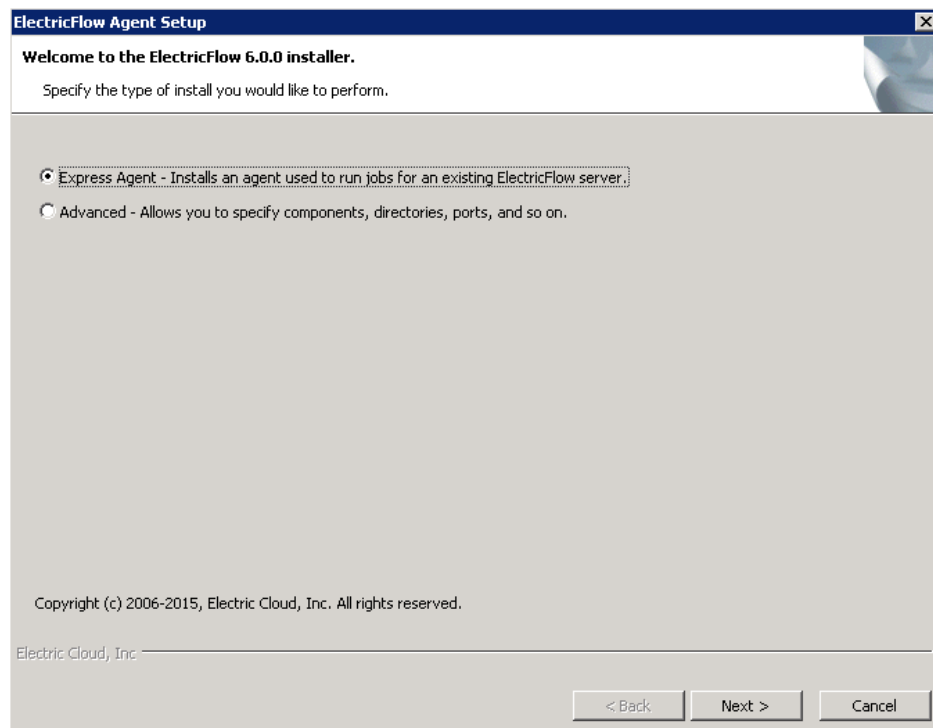 ElectricFlow Agent Setup
Welcome to the ElectricFlow 6.0.0 installer.
Specify the type of install you would like to perform.
Express Agent - Installs an agent used to run jobs for an existing ElectricFlow server.
Advanced - Allows you to specify components, directories, ports, and so on.
Copyright (c) 2006-2015, Electric Cloud, Inc. All rights reserved.
Electric Cloud, Inc
< Back Next > Cancel